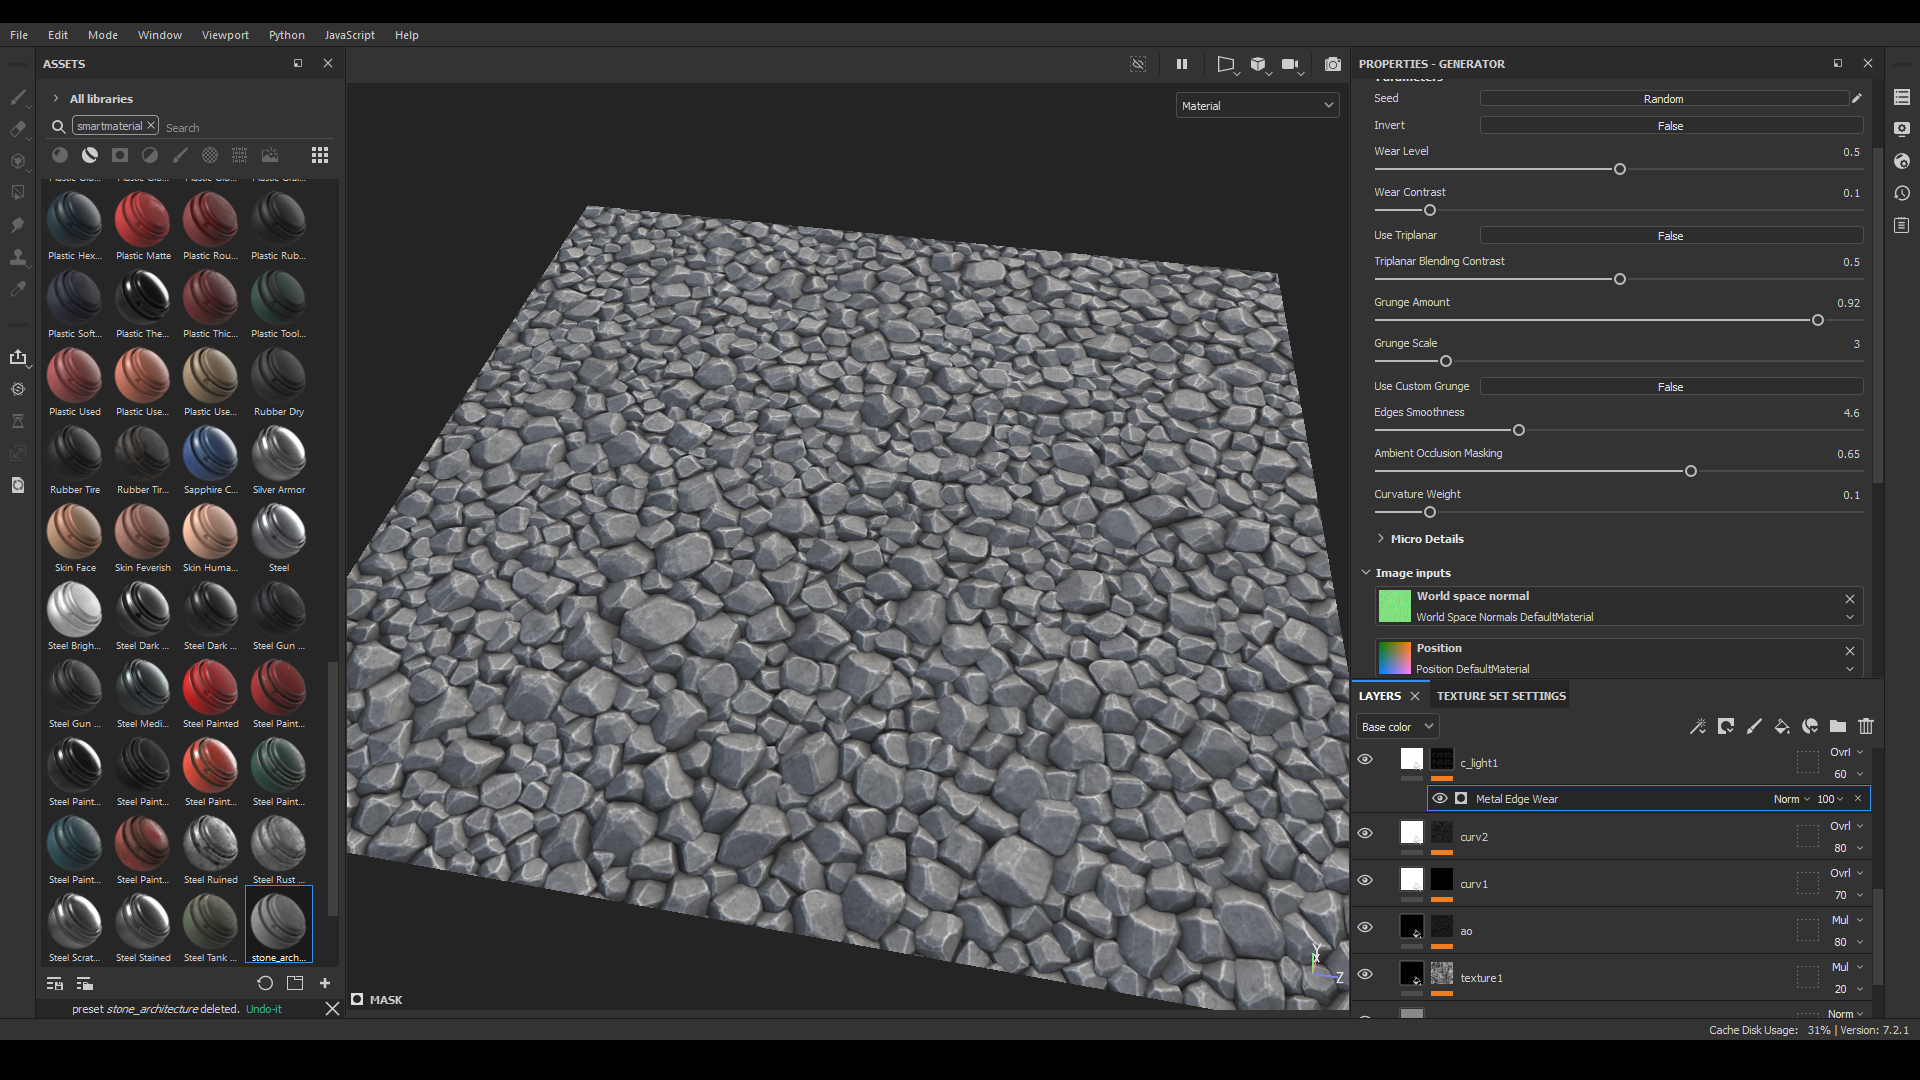 File Edit Mode Window Viewport Python JavaScript Help
ASSETS
All libraries
smartmaterial Search
Plastic Hex... Plastic Matte Plastic Rou... Plastic Rub...
Plastic Soft... Plastic The... Plastic Thic... Plastic Tool...
Plastic Used Plastic Use... Plastic Use... Rubber Dry
Rubber Tire Rubber Tir... Sapphire C... Silver Armor
Skin Face Skin Feverish Skin Huma... Steel
Steel Brigh... Steel Dark ... Steel Dark ... Steel Gun ...
Steel Gun ... Steel Medi... Steel Painted Steel Paint...
Steel Paint... Steel Paint... Steel Paint... Steel Paint...
Steel Paint... Steel Paint... Steel Ruined Steel Rust ...
Steel Scrat... Steel Stained Steel Tank ... stone_arch...
preset stone_architecture deleted. Undo-it
Material
Y
X
Z
MASK
PROPERTIES - GENERATOR
Parameters
Seed Random
Invert False
Wear Level 0.5
Wear Contrast 0.1
Use Triplanar False
Triplanar Blending Contrast 0.5
Grunge Amount 0.92
Grunge Scale 3
Use Custom Grunge False
Edges Smoothness 4.6
Ambient Occlusion Masking 0.65
Curvature Weight 0.1
Micro Details
Image inputs
World space normal
World Space Normals DefaultMaterial
Position
Position DefaultMaterial
LAYERS TEXTURE SET SETTINGS
Base color
c_light1 Ovrl 60
Metal Edge Wear Norm 100
curv2 Ovrl 80
curv1 Ovrl 70
ao Mul 80
texture1 Mul 20
Norm
Cache Disk Usage: 31% | Version: 7.2.1